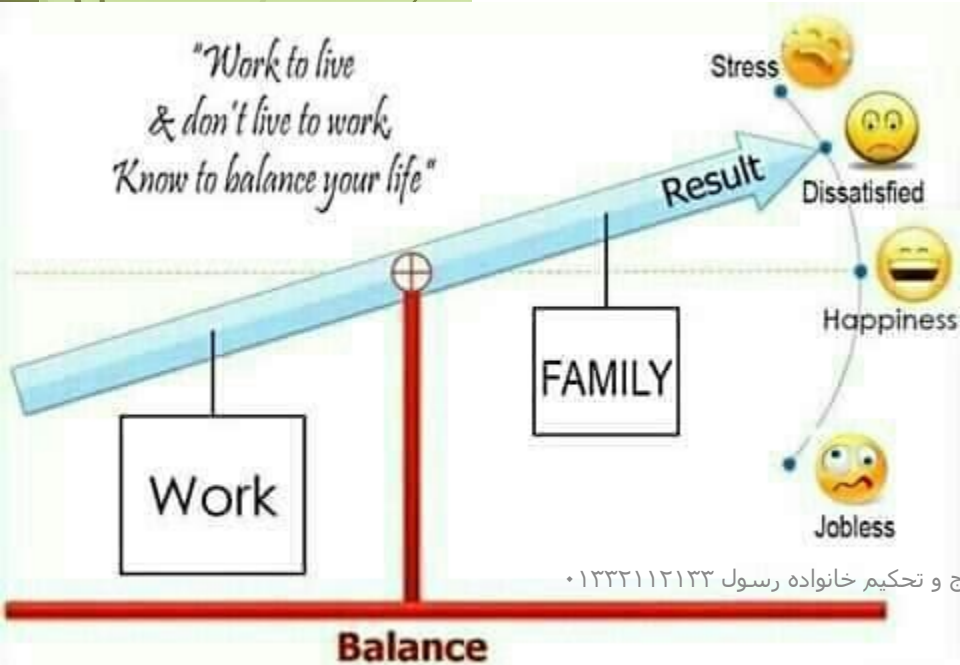 "Work to live
& don't live to work,
Know to balance your life"
Stress
Dissatisfied
Result
Happiness
FAMILY
Work
Jobless
و تحکیم خانواده رسول ۰۱۳۳۲۱۱۲۱۳۳
Balance